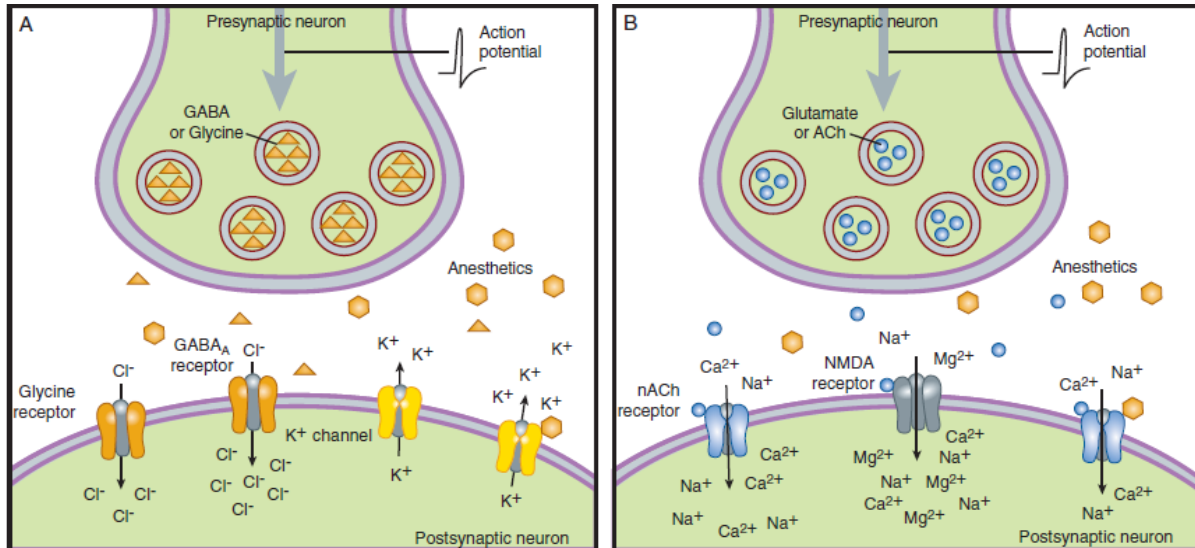 A
Presynaptic neuron
Action
potential
GABA
or Glycine
Anesthetics
GABAA
receptor
Glycine
receptor
Cl-
Cl-
K+
K+
K+
K+
K+
K+
K+
K+ channel
K+
K+
Cl-
Cl-
Cl-
Cl-
Cl-
Cl-
Cl-
Cl-
Postsynaptic neuron
B
Presynaptic neuron
Action
potential
Glutamate
or ACh
Anesthetics
Na+
Mg2+
NMDA
receptor
Ca2+
Na+
nACh
receptor
Ca2+
Na+
Ca2+
Na+
Ca2+
Ca2+
Na+
Ca2+
Na+
Mg2+
Na+
Na+
Mg2+
Ca2+
Na+
Mg2+
Ca2+
Na+
Postsynaptic neuron